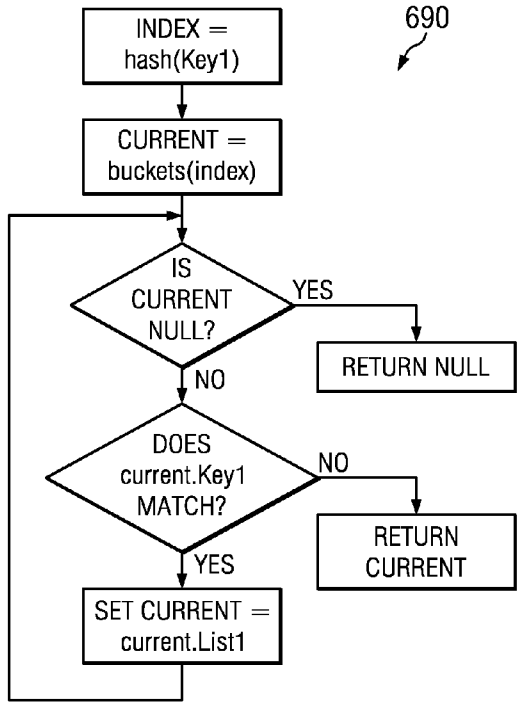 690
INDEX =
hash(Key1)
CURRENT =
buckets(index)
IS
CURRENT
NULL?
YES
RETURN NULL
NO
DOES
current.Key1
MATCH?
NO
RETURN
CURRENT
YES
SET CURRENT =
current.List1